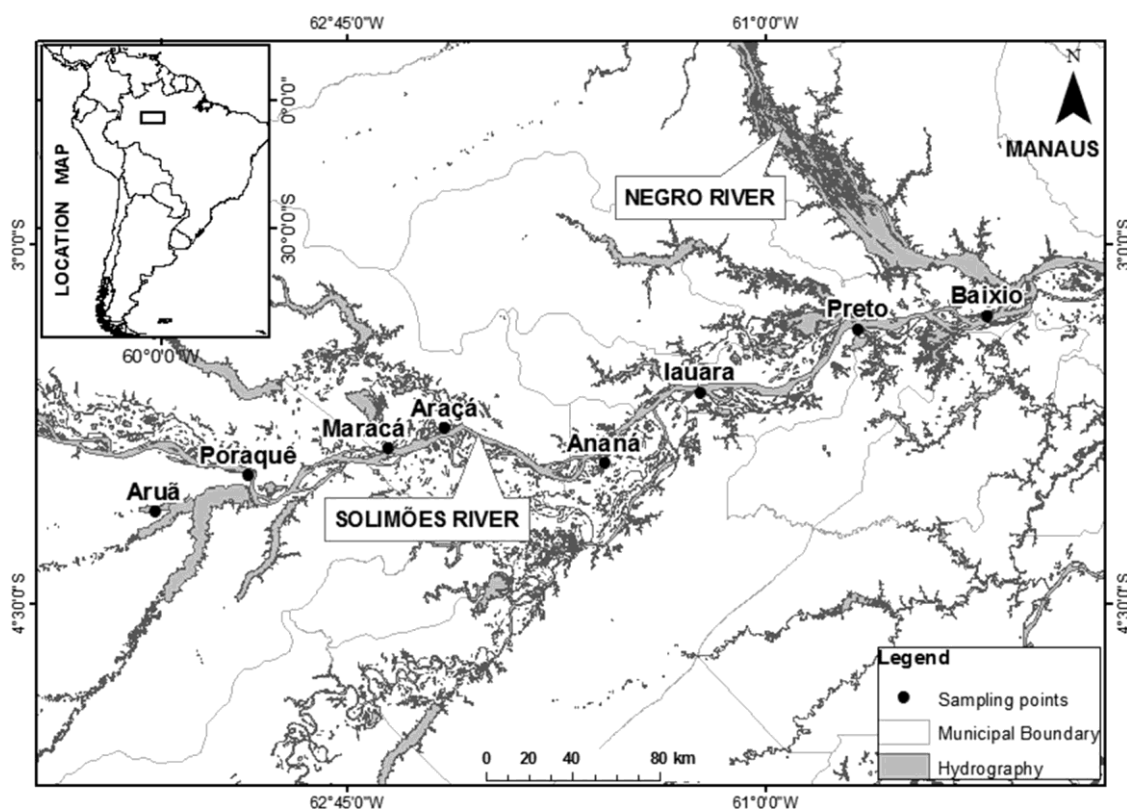 62°45'0"W
61°0'0"W
LOCATION MAP
0°0'0"
30°0'0"S
60°0'0"W
N
MANAUS
NEGRO RIVER
3°0'0"S
3°0'0"S
Baixio
Preto
Iauara
Araçá
Maracá
Ananá
Poraquê
Aruã
SOLIMÕES RIVER
4°30'0"S
4°30'0"S
Legend
Sampling points
Municipal Boundary
Hydrography
0 20 40 80 km
62°45'0"W
61°0'0"W